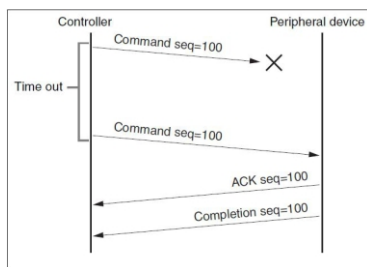 Controller
Peripheral device
Command seq=100
Time out
Command seq=100
ACK seq=100
Completion seq=100